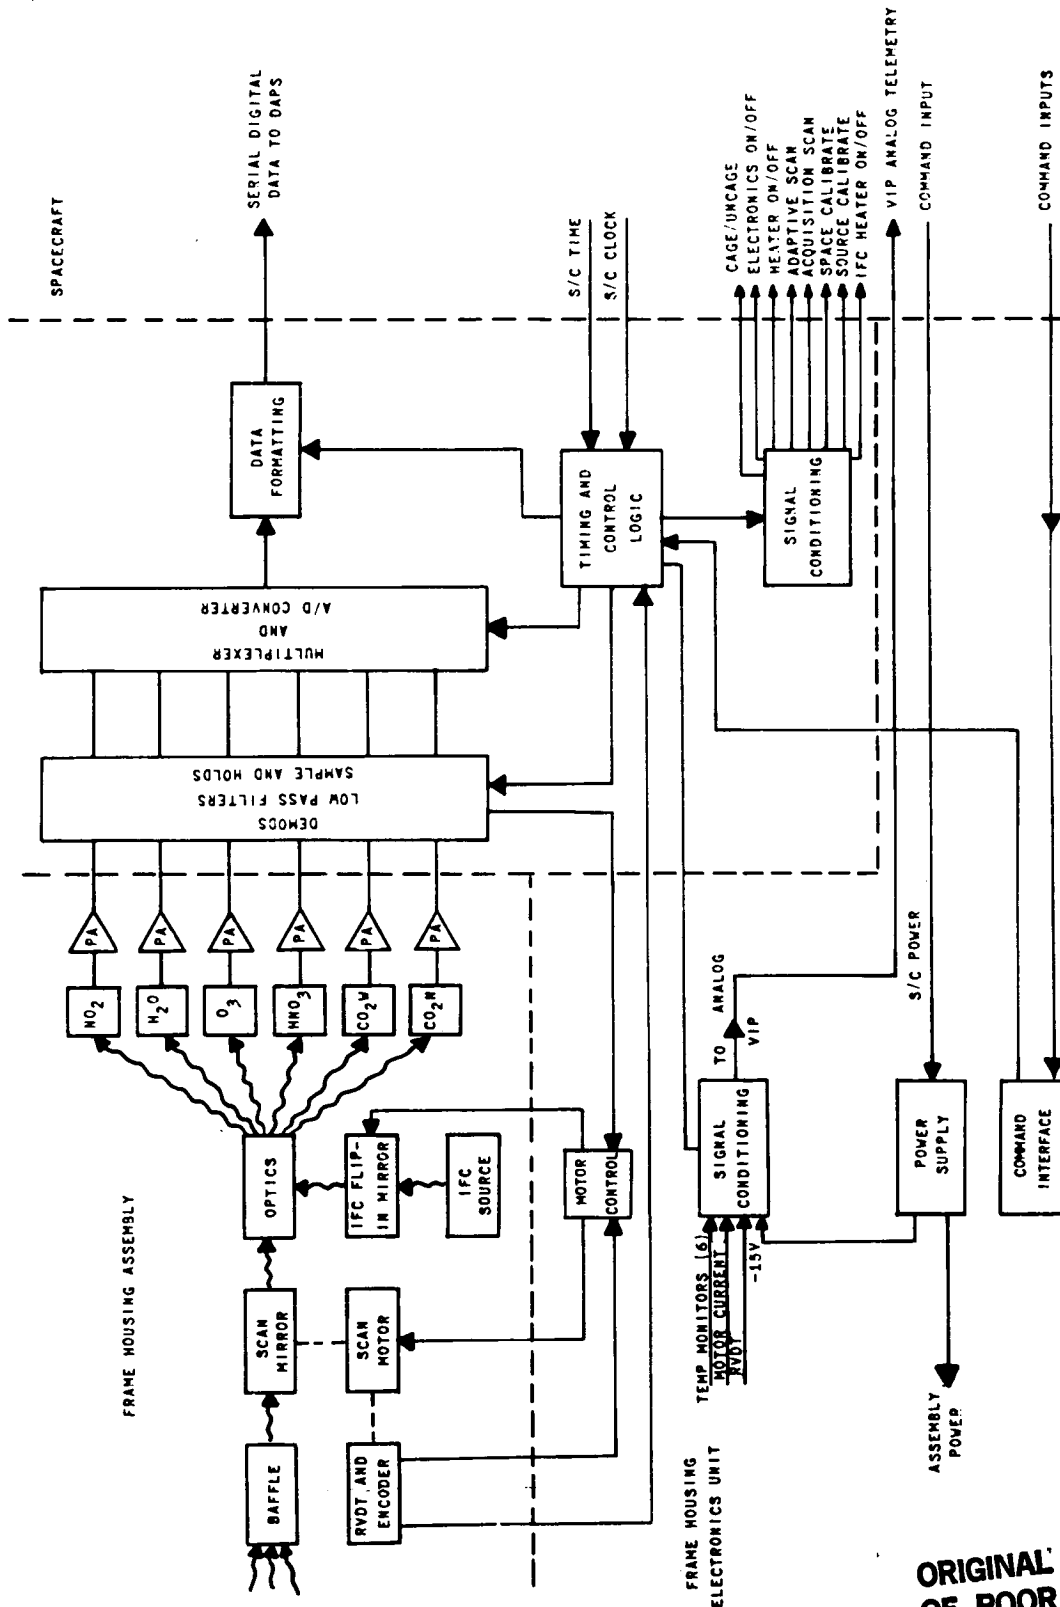 SPACECRAFT
SERIAL DIGITAL
DATA TO DAPS
S/C TIME
S/C CLOCK
CAGE/UNCAGE
ELECTRONICS ON/OFF
HEATER ON/OFF
ADAPTIVE SCAN
ACQUISITION SCAN
SPACE CALIBRATE
SOURCE CALIBRATE
IFC HEATER ON/OFF
VIP ANALOG TELEMETRY
COMMAND INPUT
COMMAND INPUTS
DATA
FORMATTING
TIMING AND
CONTROL
LOGIC
SIGNAL
CONDITIONING
MULTIPLEXER
AND
A/D CONVERTER
DEMODS
LOW PASS FILTERS
SAMPLE AND HOLDS
PA
PA
PA
PA
PA
PA
NO2
H2O
O3
HNO3
CO2W
CO2N
FRAME HOUSING ASSEMBLY
BAFFLE
SCAN
MIRROR
OPTICS
RVDT AND
ENCODER
SCAN
MOTOR
IFC FLIP-
IN MIRROR
IFC
SOURCE
MOTOR
CONTROL
FRAME HOUSING
ELECTRONICS UNIT
TEMP MONITORS (6)
MOTOR CURRENT
RVDT
-15V
SIGNAL
CONDITIONING
TO ANALOG
VIP
S/C POWER
POWER
SUPPLY
ASSEMBLY
POWER
COMMAND
INTERFACE
ORIGINAL
OF POOR